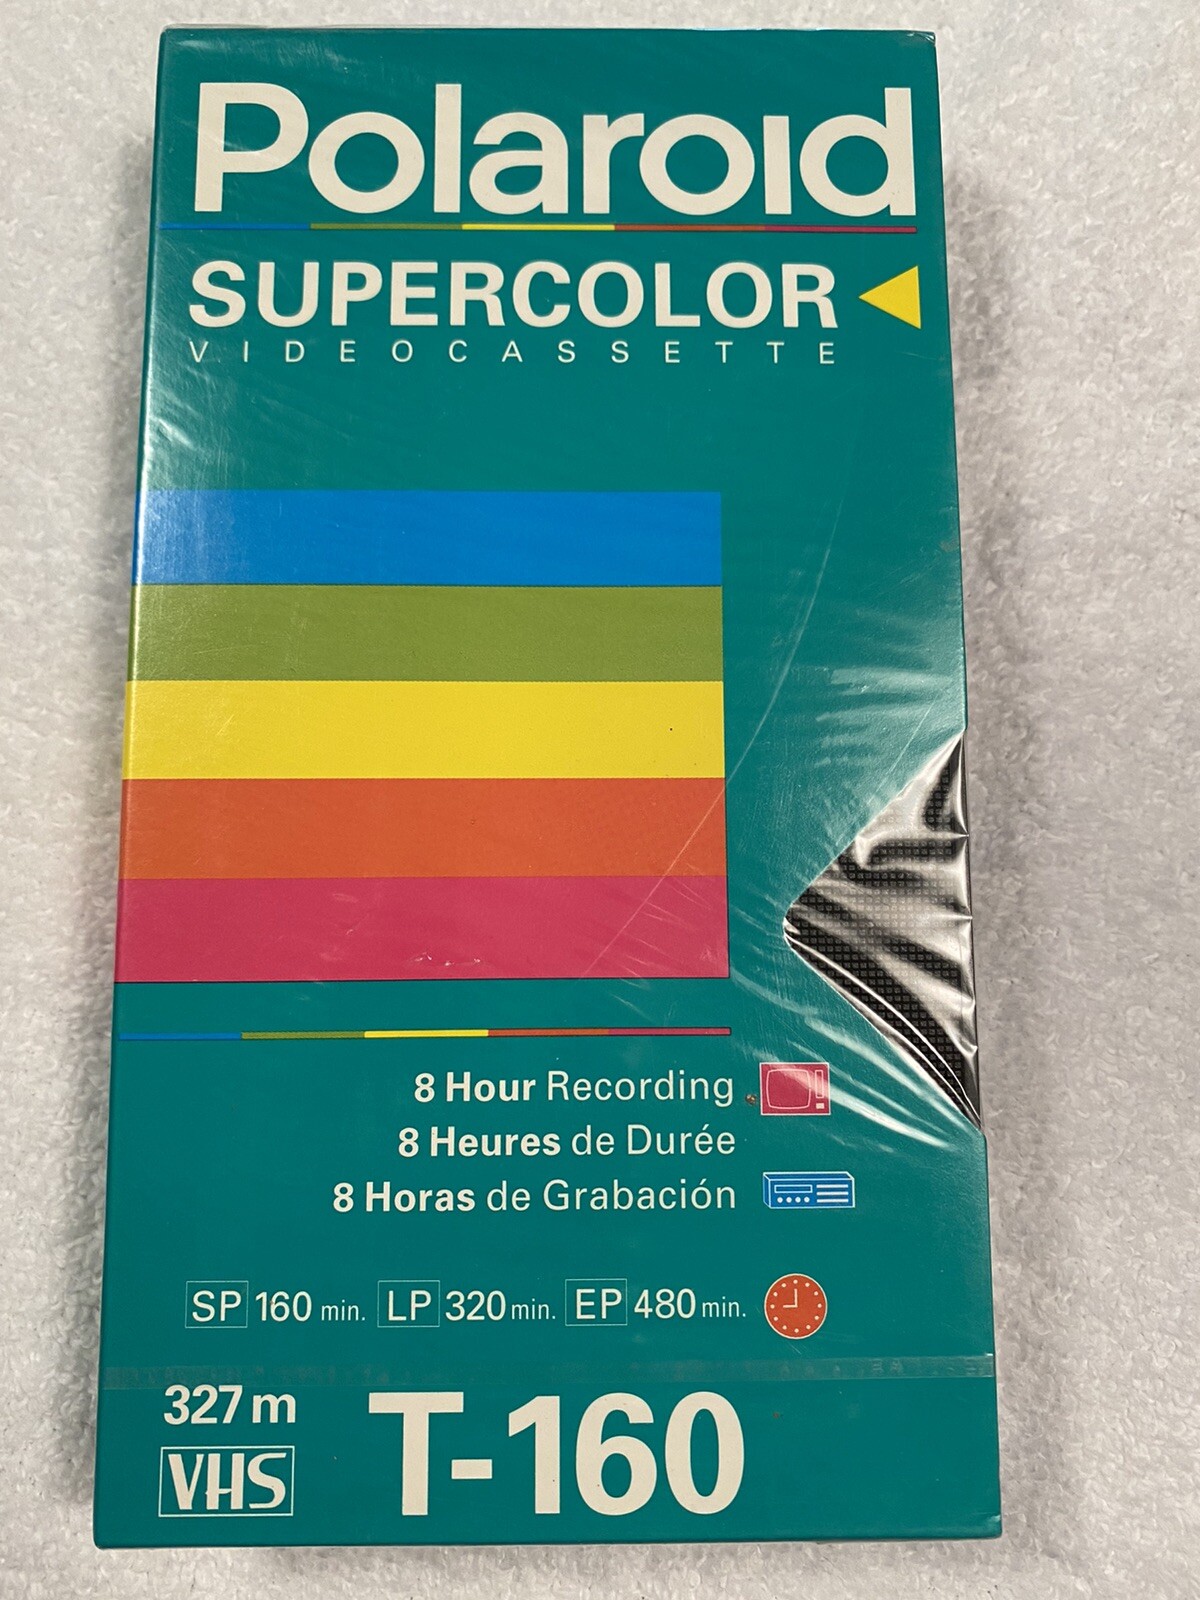 Polaroid
SUPERCOLOR
VIDEOCASSETTE
8 Hour Recording
8 Heures de Durée
8 Horas de Grabación
SP 160 min. LP 320 min. EP 480 min.
327 m
VHS
T-160